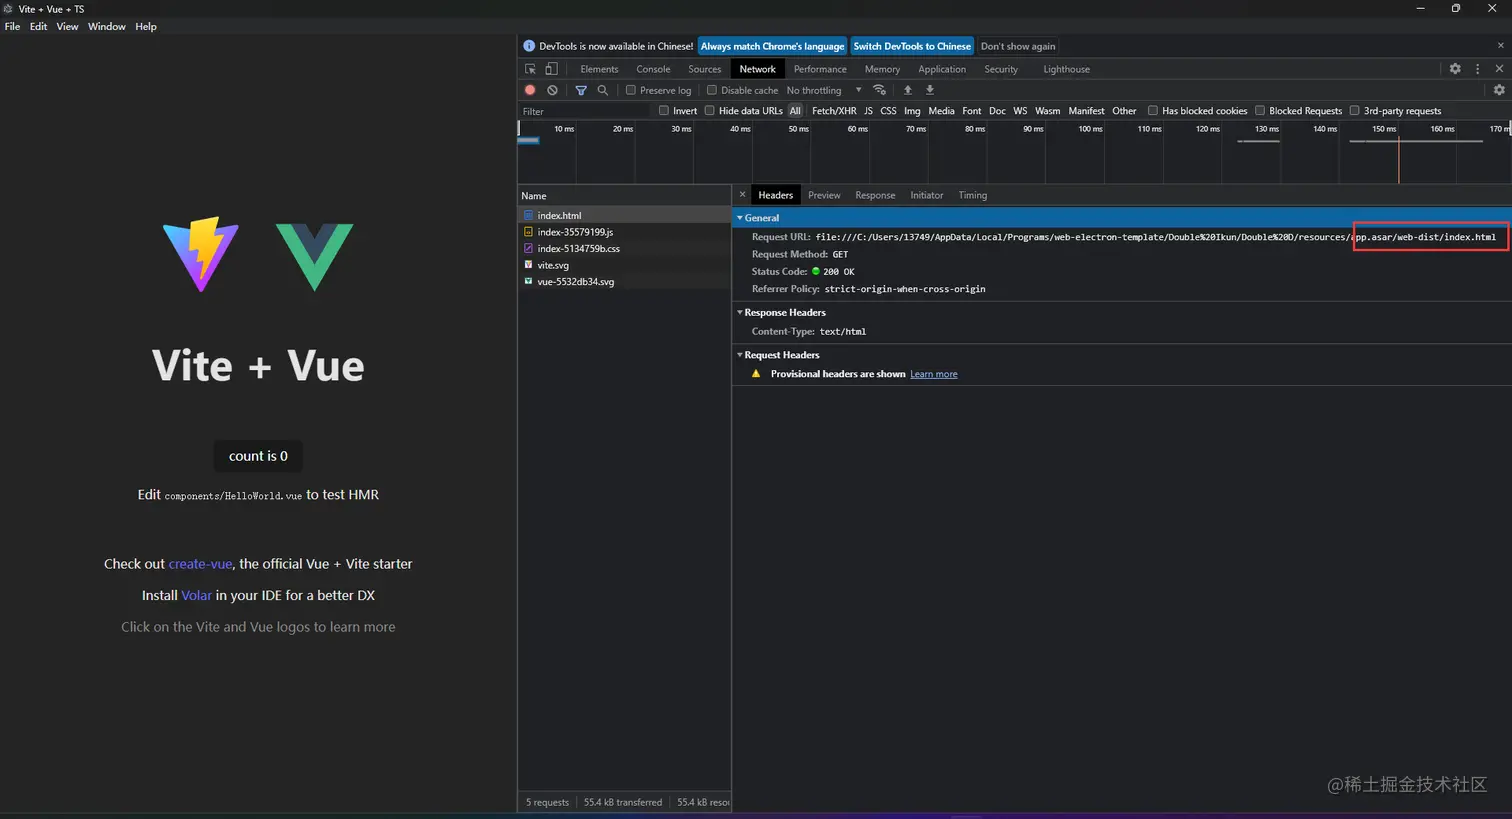 Vite + Vue + TS
File Edit View Window Help
DevTools is now available in Chinese! Always match Chrome's language Switch DevTools to Chinese Don't show again
Elements Console Sources Network Performance Memory Application Security Lighthouse
Preserve log Disable cache No throttling
Filter Invert Hide data URLs All Fetch/XHR JS CSS Img Media Font Doc WS Wasm Manifest Other Has blocked cookies Blocked Requests 3rd-party requests
10 ms 20 ms 30 ms 40 ms 50 ms 60 ms 70 ms 80 ms 90 ms 100 ms 110 ms 120 ms 130 ms 140 ms 150 ms 160 ms 170 m
Name
index.html
index-35579199.js
index-5134759b.css
vite.svg
vue-5532db34.svg
5 requests 55.4 kB transferred 55.4 kB resou
Headers Preview Response Initiator Timing
General
Request URL: file:///C:/Users/13749/AppData/Local/Programs/web-electron-template/Double%20Ikun/Double%20D/resources/app.asar/web-dist/index.html
Request Method: GET
Status Code: 200 OK
Referrer Policy: strict-origin-when-cross-origin
Response Headers
Content-Type: text/html
Request Headers
Provisional headers are shown Learn more
Vite + Vue
count is 0
Edit components/HelloWorld.vue to test HMR
Check out create-vue, the official Vue + Vite starter
Install Volar in your IDE for a better DX
Click on the Vite and Vue logos to learn more
@稀土掘金技术社区